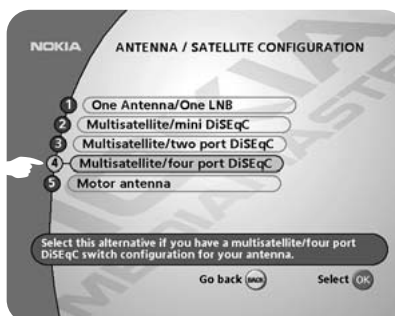 NOKIA
ANTENNA / SATELLITE CONFIGURATION
1 One Antenna/One LNB
2 Multisatellite/mini DiSEqC
3 Multisatellite/two port DiSEqC
4 Multisatellite/four port DiSEqC
5 Motor antenna
Select this alternative if you have a multisatellite/four port
DiSEqC switch configuration for your antenna.
Go back BACK Select OK
NOKIA
MEDIAMASTER